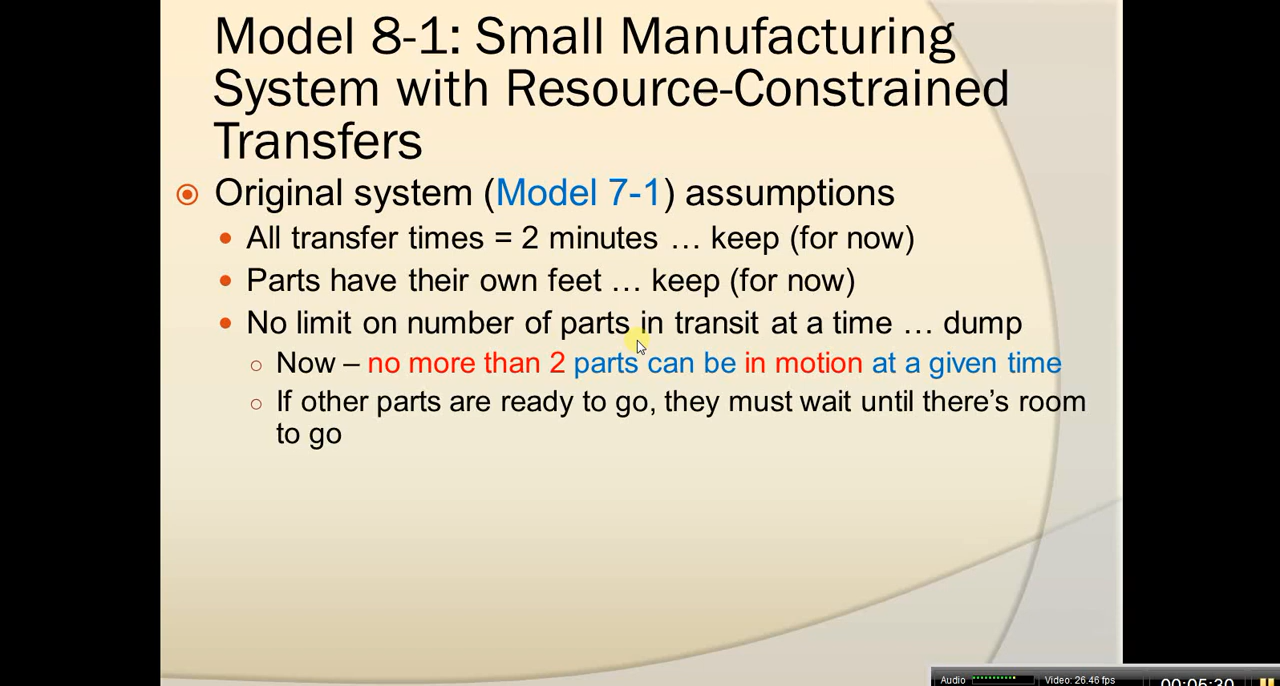 Model 8-1: Small Manufacturing
System with Resource-Constrained
Transfers
Original system (Model 7-1) assumptions
All transfer times = 2 minutes … keep (for now)
Parts have their own feet … keep (for now)
No limit on number of parts in transit at a time … dump
Now – no more than 2 parts can be in motion at a given time
If other parts are ready to go, they must wait until there’s room
to go
Audio Video: 26.46 fps 00:05:30